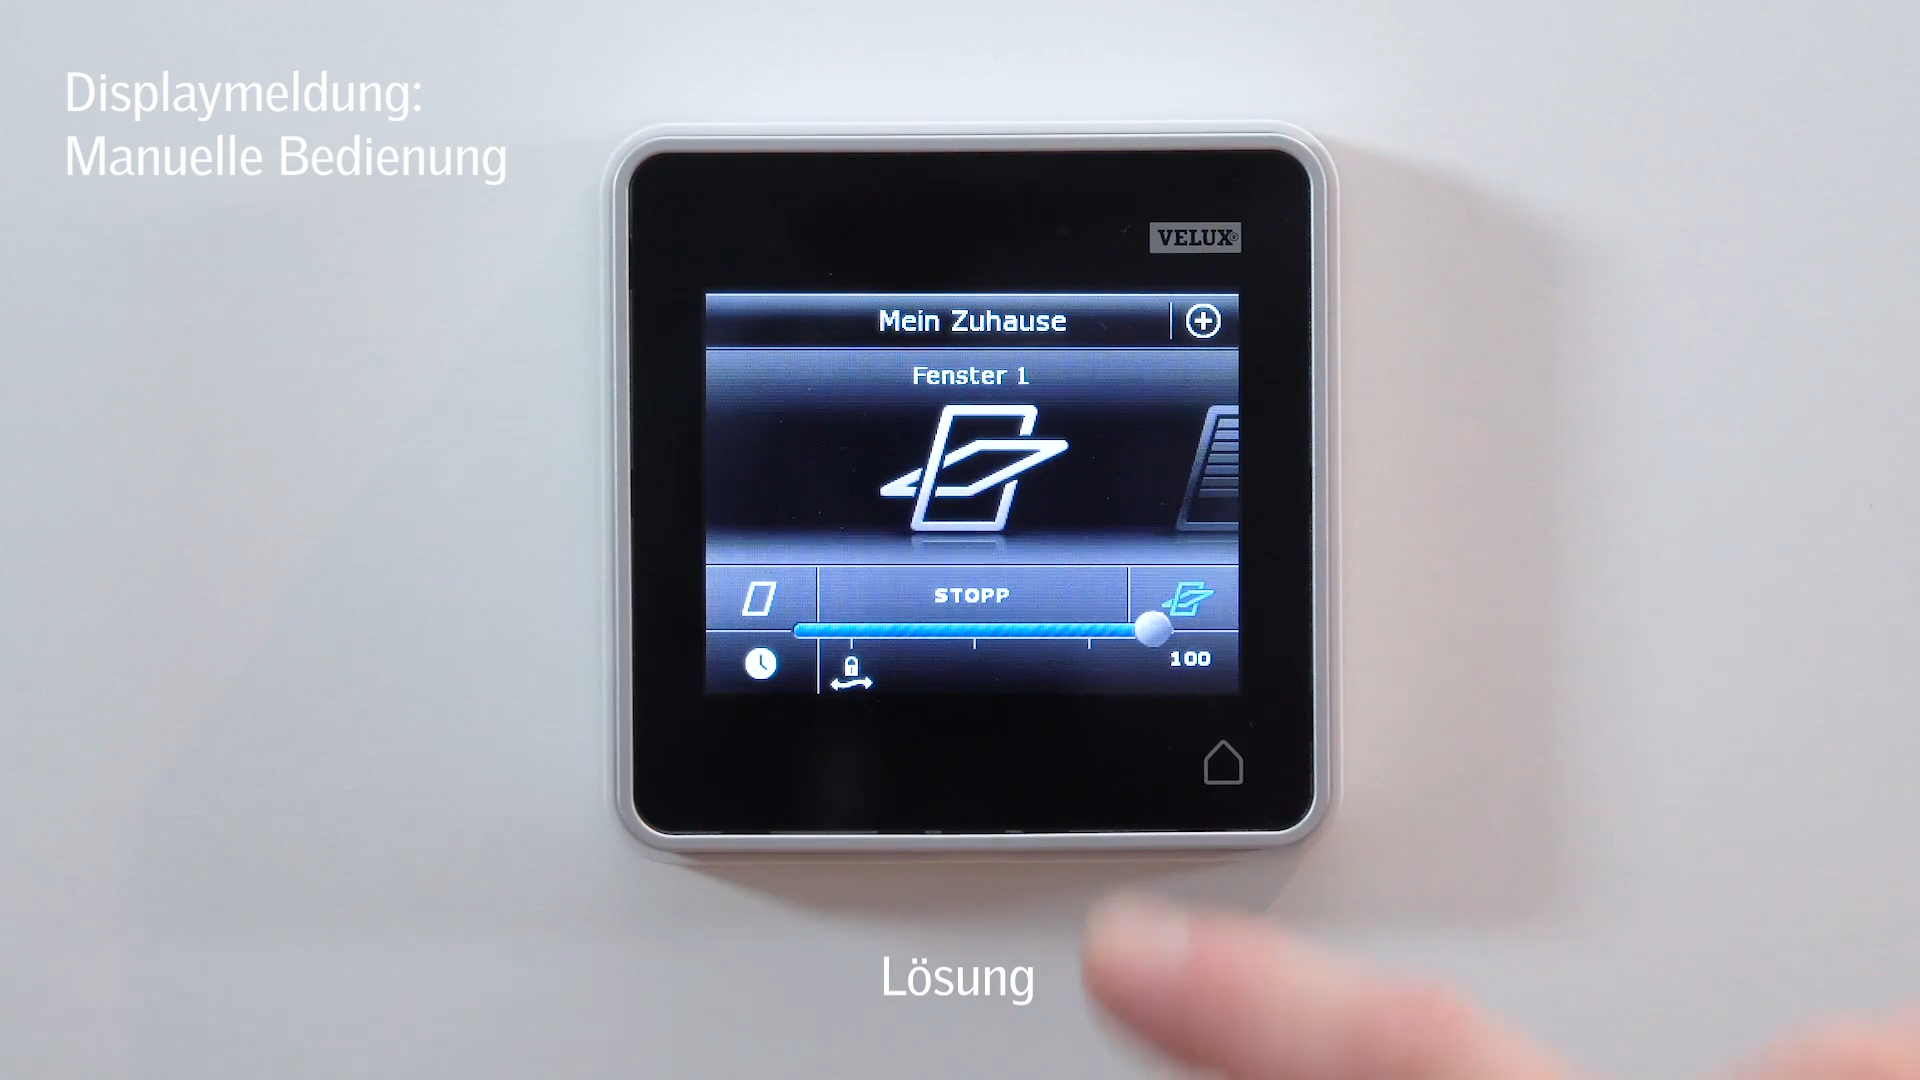 Displaymeldung:
Manuelle Bedienung
VELUX®
Mein Zuhause
Fenster 1
STOPP
100
Lösung